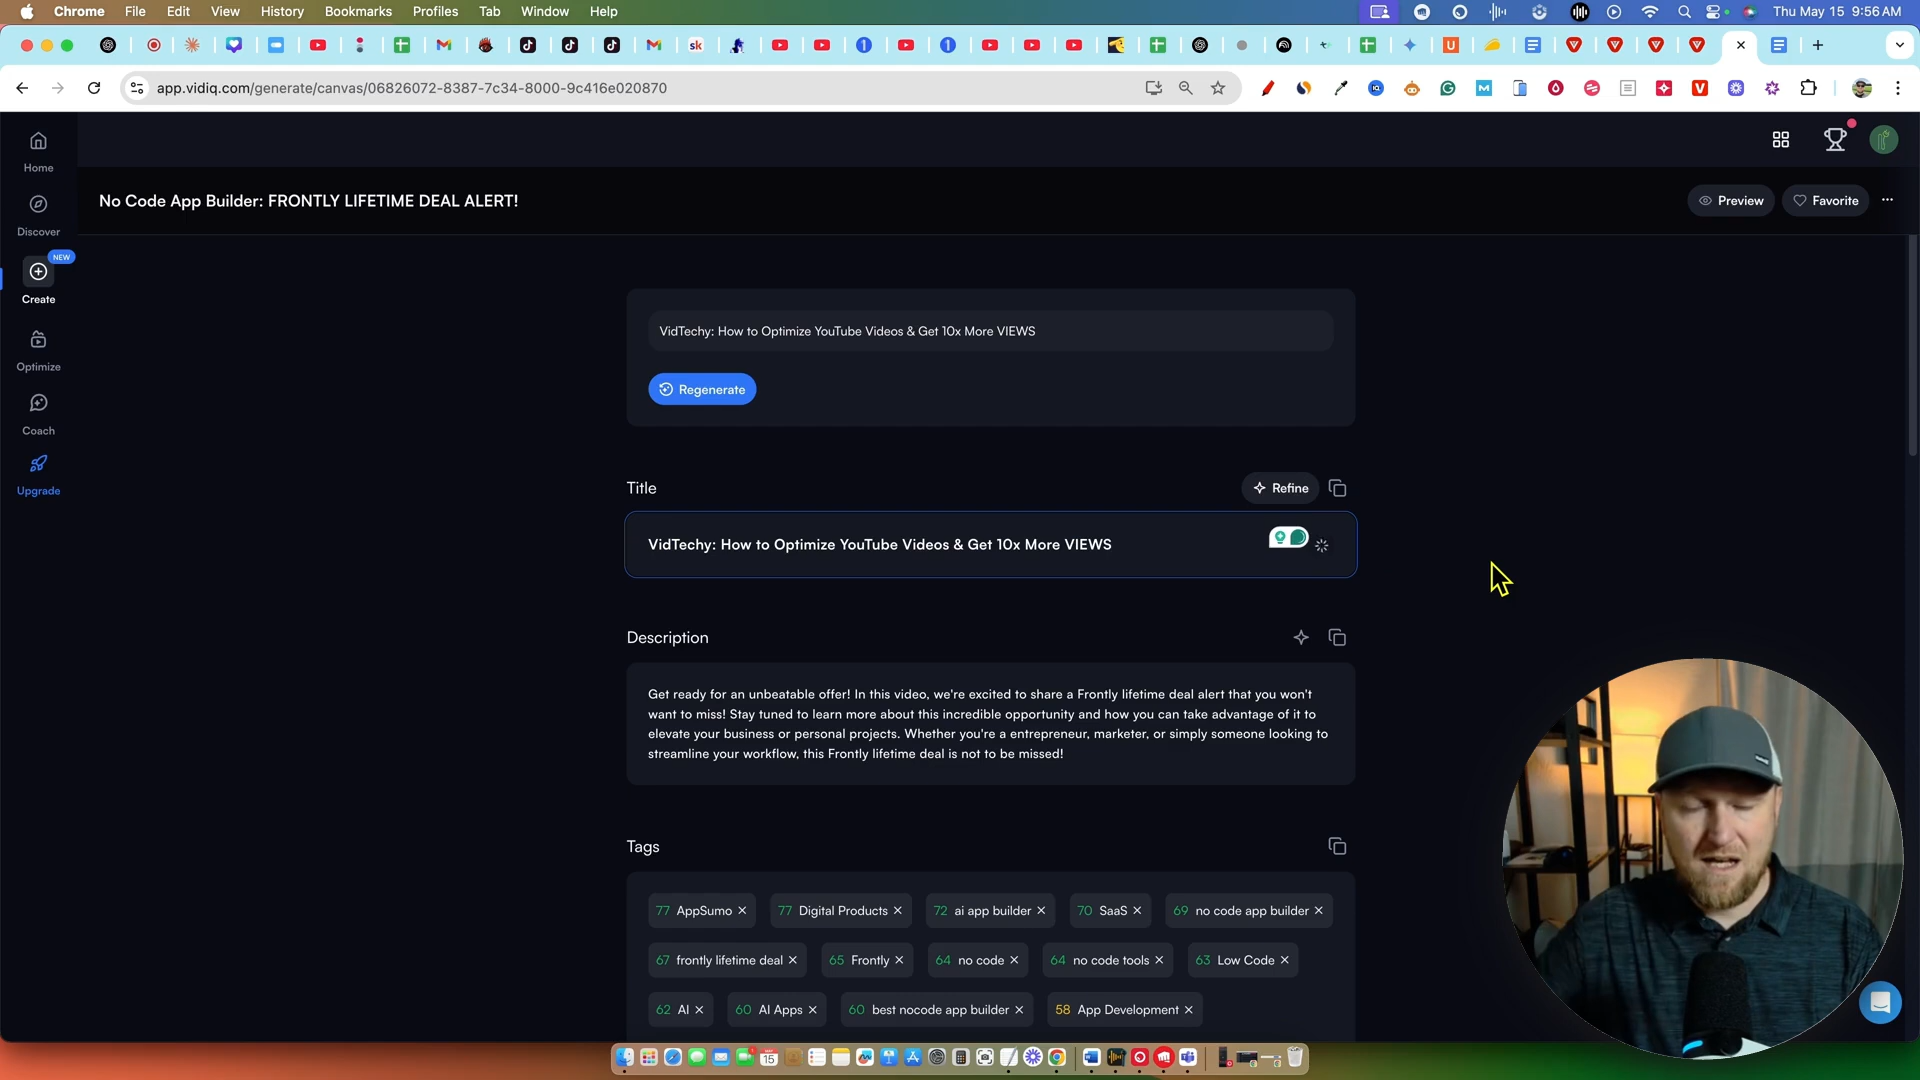 Chrome File Edit View History Bookmarks Profiles Tab Window Help Thu May 15 9:56 AM
app.vidiq.com/generate/canvas/06826072-8387-7c34-8000-9c416e020870
Home
Discover
NEW
Create
Optimize
Coach
Upgrade
No Code App Builder: FRONTLY LIFETIME DEAL ALERT!
Preview Favorite
VidTechy: How to Optimize YouTube Videos & Get 10x More VIEWS
Regenerate
Title
Refine
VidTechy: How to Optimize YouTube Videos & Get 10x More VIEWS
Description
Get ready for an unbeatable offer! In this video, we're excited to share a Frontly lifetime deal alert that you won't
want to miss! Stay tuned to learn more about this incredible opportunity and how you can take advantage of it to
elevate your business or personal projects. Whether you're a entrepreneur, marketer, or simply someone looking to
streamline your workflow, this Frontly lifetime deal is not to be missed!
Tags
77 AppSumo 77 Digital Products 72 ai app builder 70 SaaS 69 no code app builder
67 frontly lifetime deal 65 Frontly 64 no code 64 no code tools 63 Low Code
62 AI 60 AI Apps 60 best nocode app builder 58 App Development